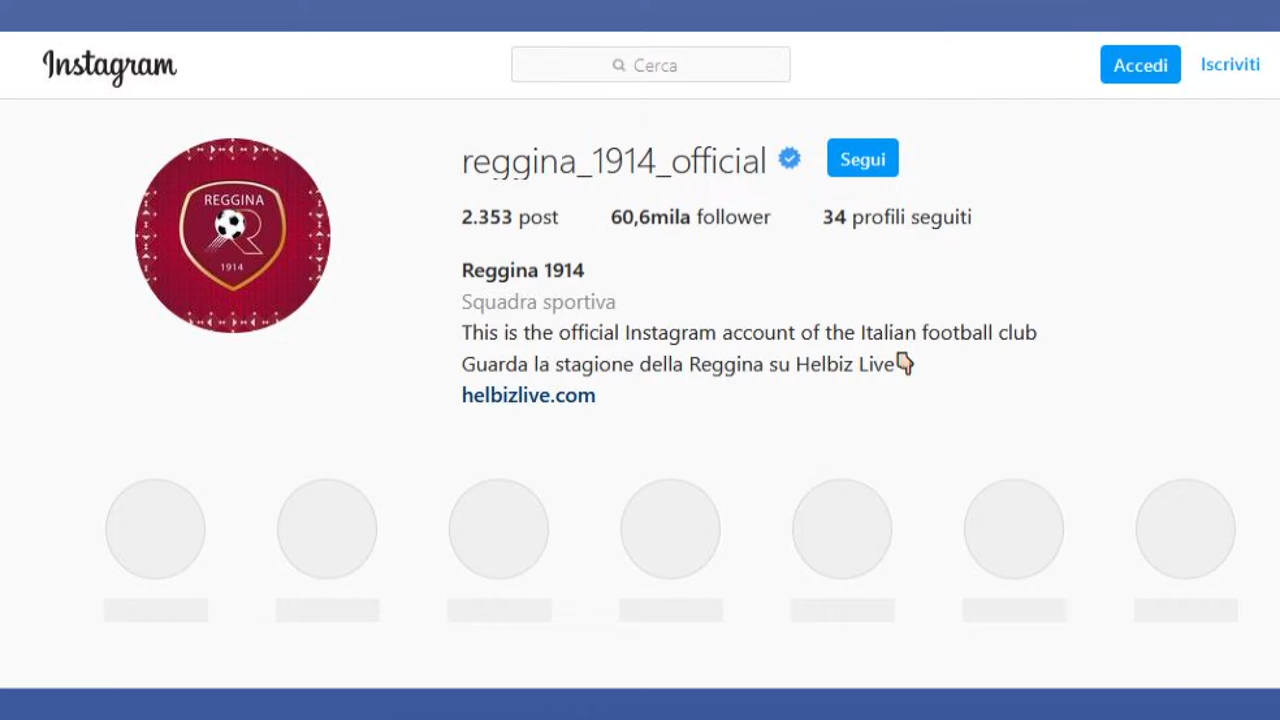 Instagram
Cerca
Accedi
Iscriviti
reggina_1914_official
Segui
2.353 post
60,6mila follower
34 profili seguiti
REGGINA
1914
Reggina 1914
Squadra sportiva
This is the official Instagram account of the Italian football club
Guarda la stagione della Reggina su Helbiz Live👇
helbizlive.com